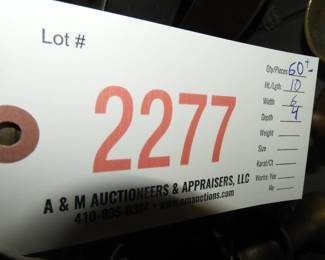 Lot #
2277
A & M AUCTIONEERS & APPRAISERS, LLC
Qty/Pieces 60±
Ht./Lgth. 10
Width 6
Depth 4
Weight
Size
Karat/Ct
Works: Yes
No